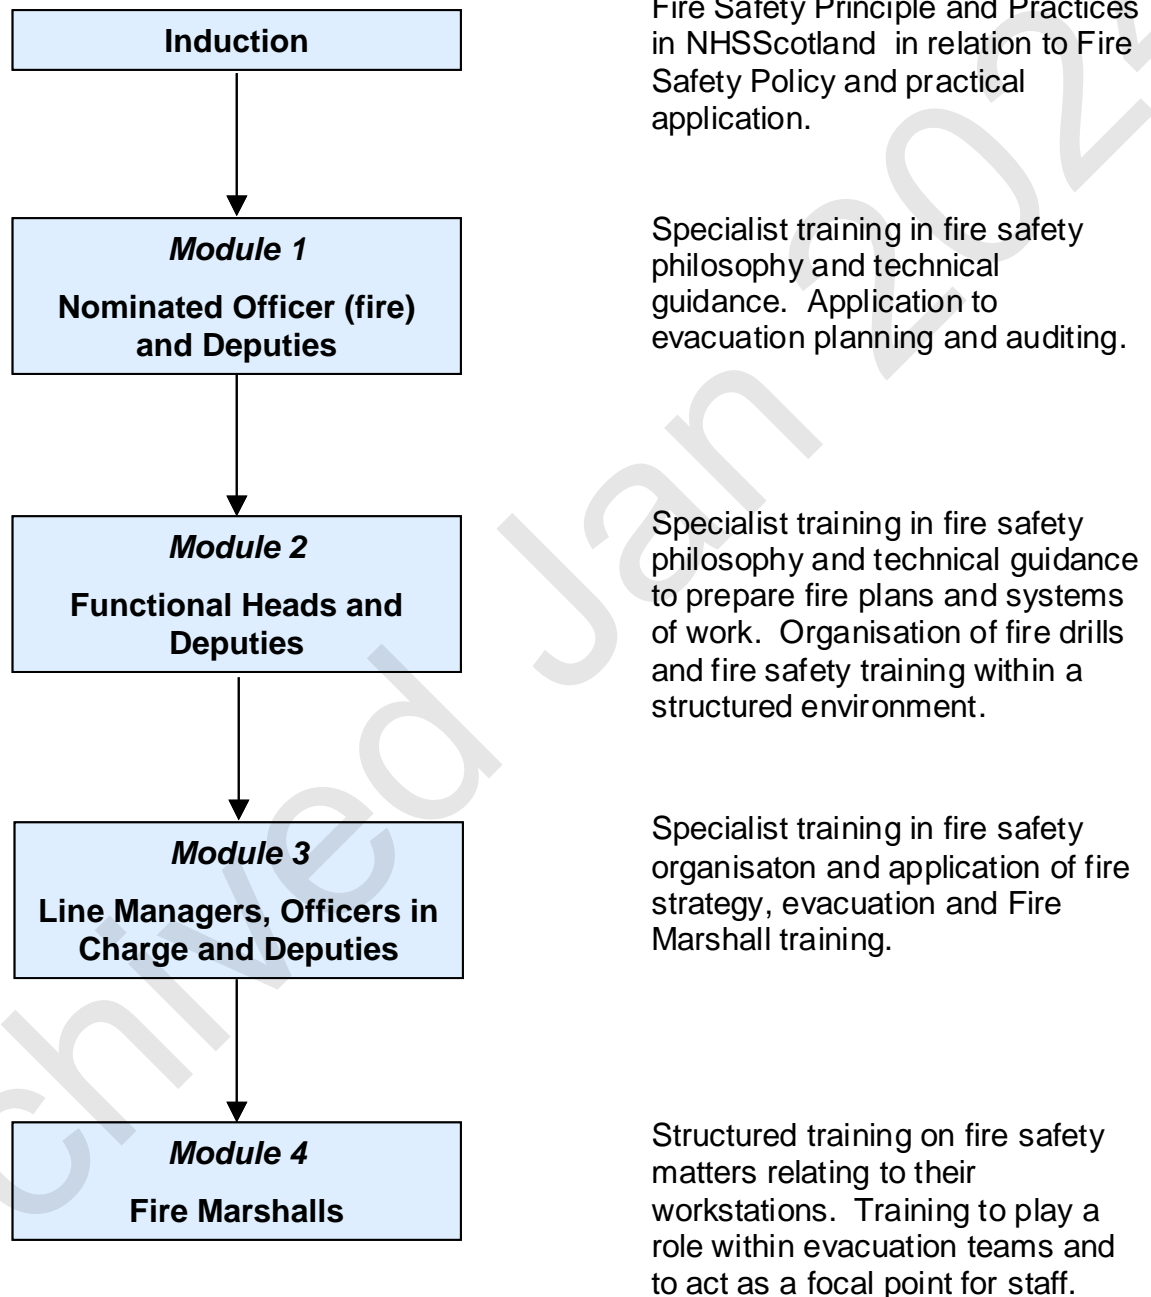 Induction
Fire Safety Principle and Practices
in NHSScotland in relation to Fire
Safety Policy and practical
application.
Module 1
Nominated Officer (fire)
and Deputies
Specialist training in fire safety
philosophy and technical
guidance. Application to
evacuation planning and auditing.
Module 2
Functional Heads and
Deputies
Specialist training in fire safety
philosophy and technical guidance
to prepare fire plans and systems
of work. Organisation of fire drills
and fire safety training within a
structured environment.
Module 3
Line Managers, Officers in
Charge and Deputies
Specialist training in fire safety
organisaton and application of fire
strategy, evacuation and Fire
Marshall training.
Module 4
Fire Marshalls
Structured training on fire safety
matters relating to their
workstations. Training to play a
role within evacuation teams and
to act as a focal point for staff.
Jan